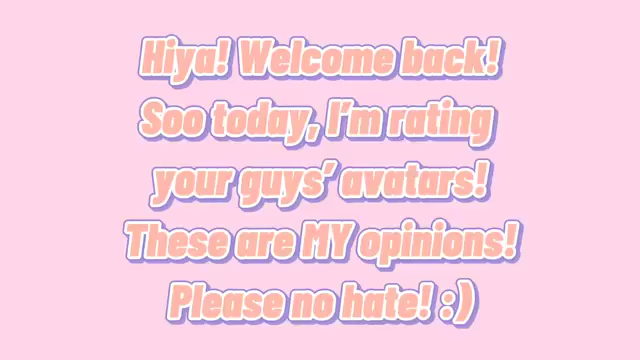 Hiya! Welcome back!
Soo today, I'm rating
your guys' avatars!
These are MY opinions!
Please no hate! :)